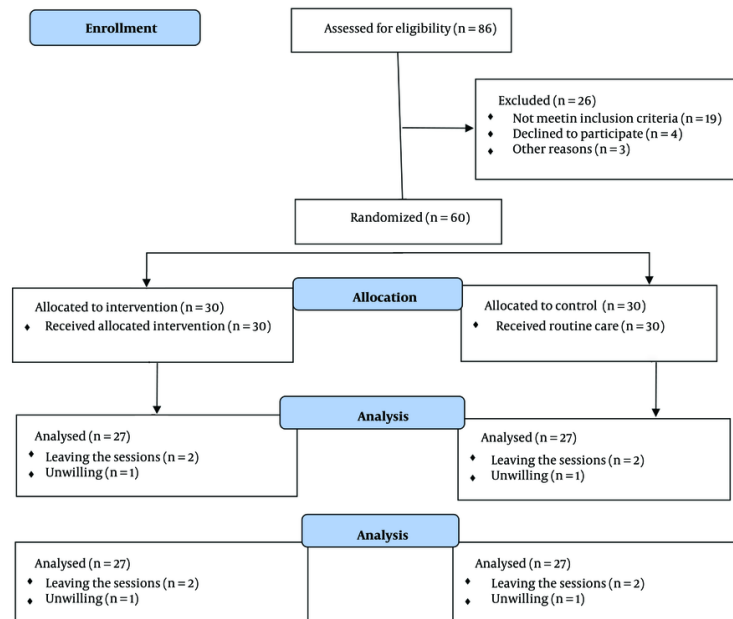 Enrollment
Assessed for eligibility (n = 86)
Excluded (n = 26)
♦ Not meetin inclusion criteria (n = 19)
♦ Declined to participate (n = 4)
♦ Other reasons (n = 3)
Randomized (n = 60)
Allocation
Allocated to intervention (n = 30)
♦ Received allocated intervention (n = 30)
Allocated to control (n = 30)
♦ Received routine care (n = 30)
Analysis
Analysed (n = 27)
♦ Leaving the sessions (n = 2)
♦ Unwilling (n = 1)
Analysed (n = 27)
♦ Leaving the sessions (n = 2)
♦ Unwilling (n = 1)
Analysis
Analysed (n = 27)
♦ Leaving the sessions (n = 2)
♦ Unwilling (n = 1)
Analysed (n = 27)
♦ Leaving the sessions (n = 2)
♦ Unwilling (n = 1)